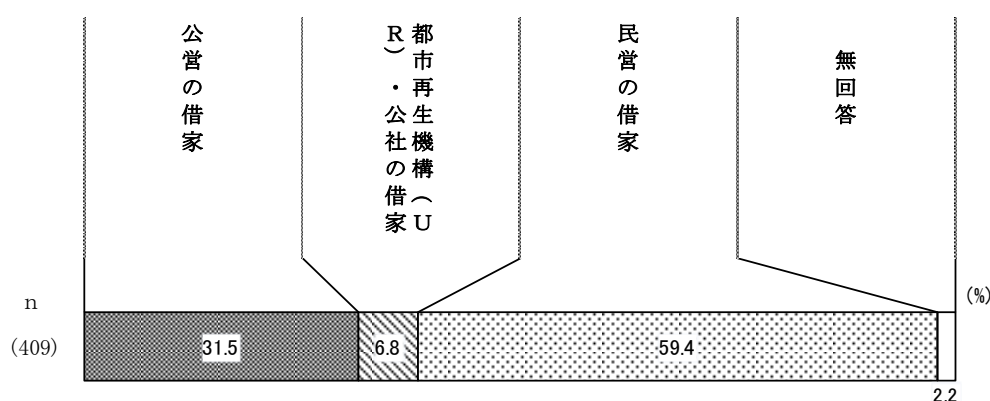 公営の借家
都市再生機構（U
R）・公社の借家
民営の借家
無回答
(%)
n
(409)
31.5
6.8
59.4
2.2